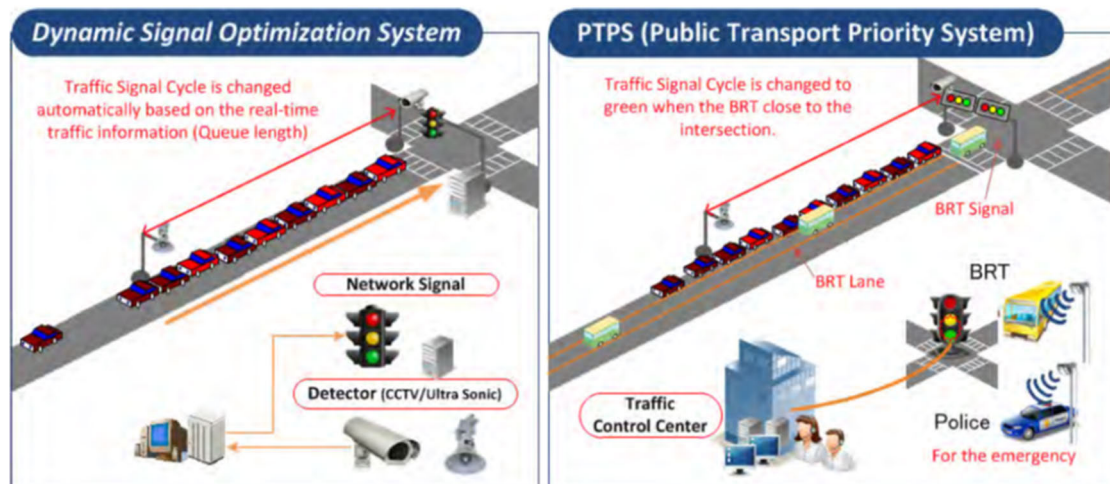 Dynamic Signal Optimization System
Traffic Signal Cycle is changed
automatically based on the real-time
traffic information (Queue length)
Network Signal
Detector (CCTV/Ultra Sonic)
PTPS (Public Transport Priority System)
Traffic Signal Cycle is changed to
green when the BRT close to the
intersection.
BRT Signal
BRT Lane
BRT
Traffic
Control Center
Police
For the emergency